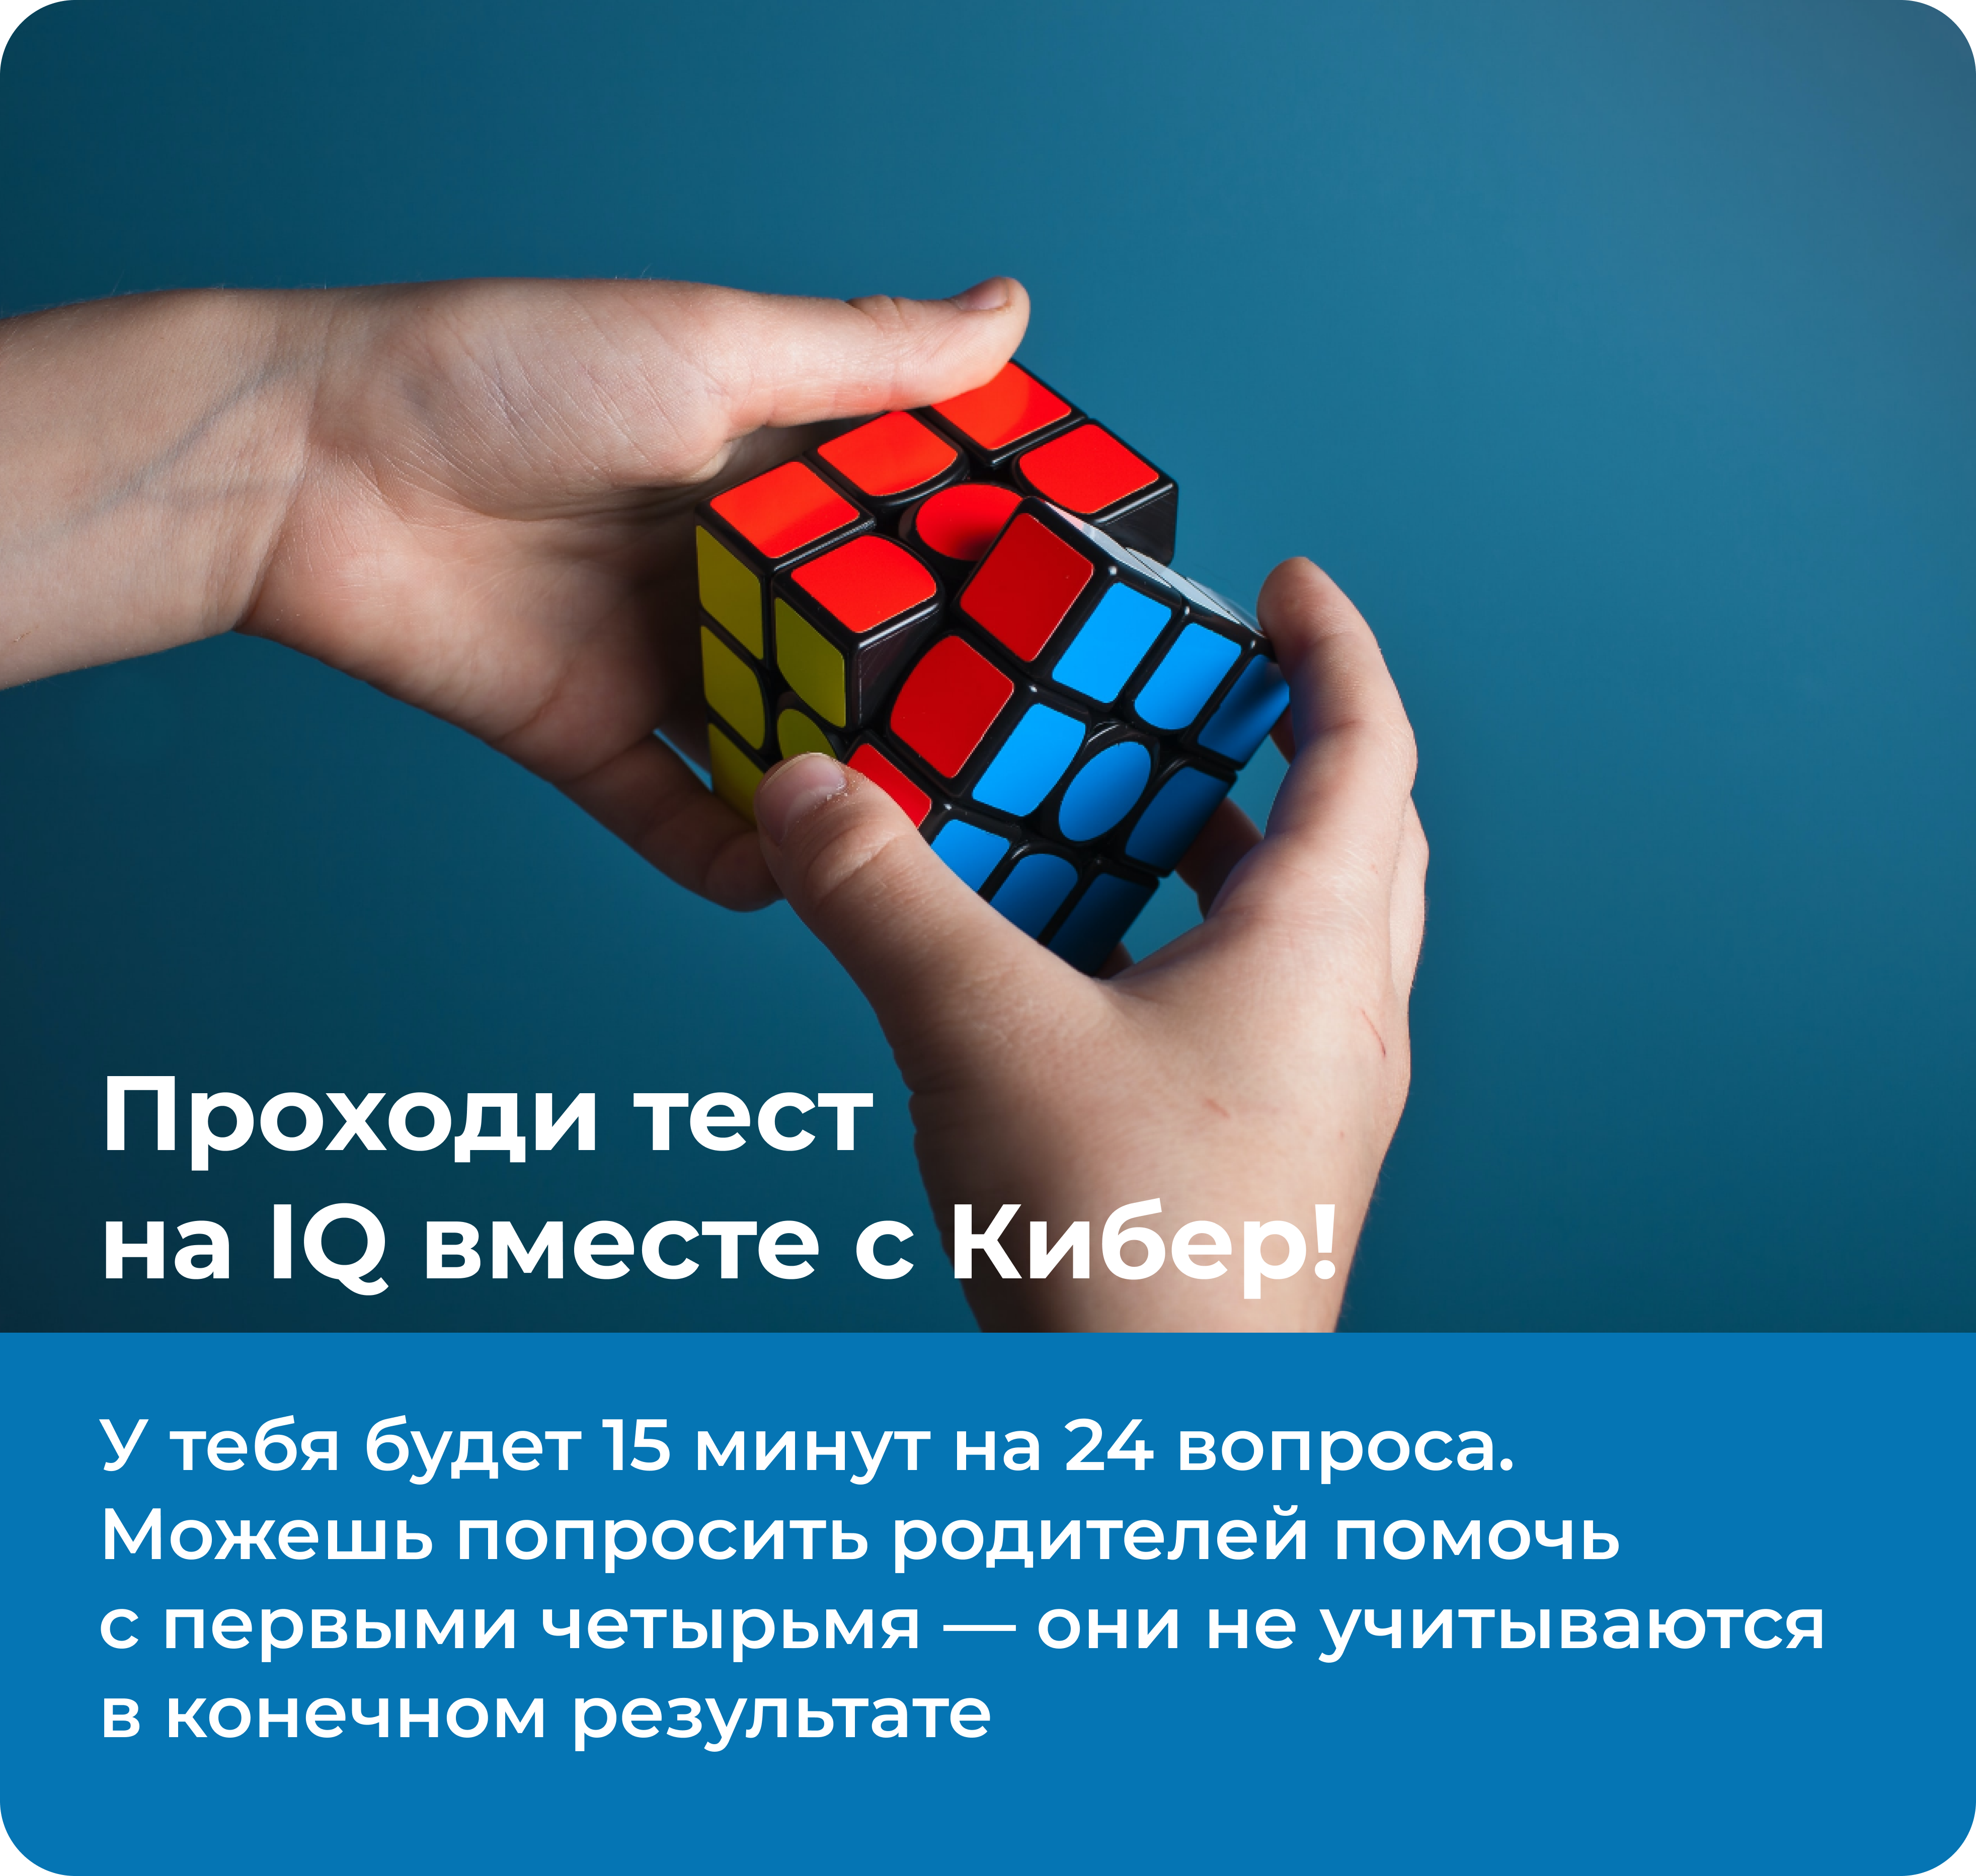 Проходи тест
на IQ вместе с Кибер!
У тебя будет 15 минут на 24 вопроса.
Можешь попросить родителей помочь
с первыми четырьмя — они не учитываются
в конечном результате